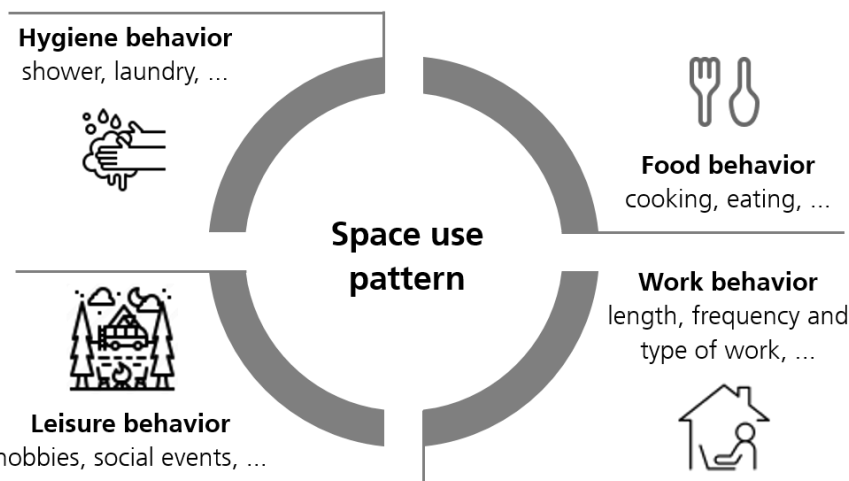 Hygiene behavior
shower, laundry, ...
Food behavior
cooking, eating, ...
Space use
pattern
Leisure behavior
hobbies, social events, ...
Work behavior
length, frequency and
type of work, ...